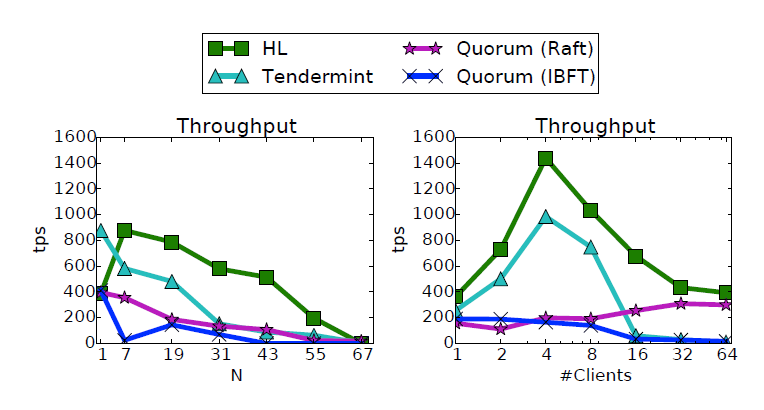 HL
Quorum (Raft)
Tendermint
Quorum (IBFT)
Throughput
1600
1400
1200
1000
800
600
400
200
0
tps
1 7 19 31 43 55 67
N
Throughput
1600
1400
1200
1000
800
600
400
200
0
tps
1 2 4 8 16 32 64
#Clients